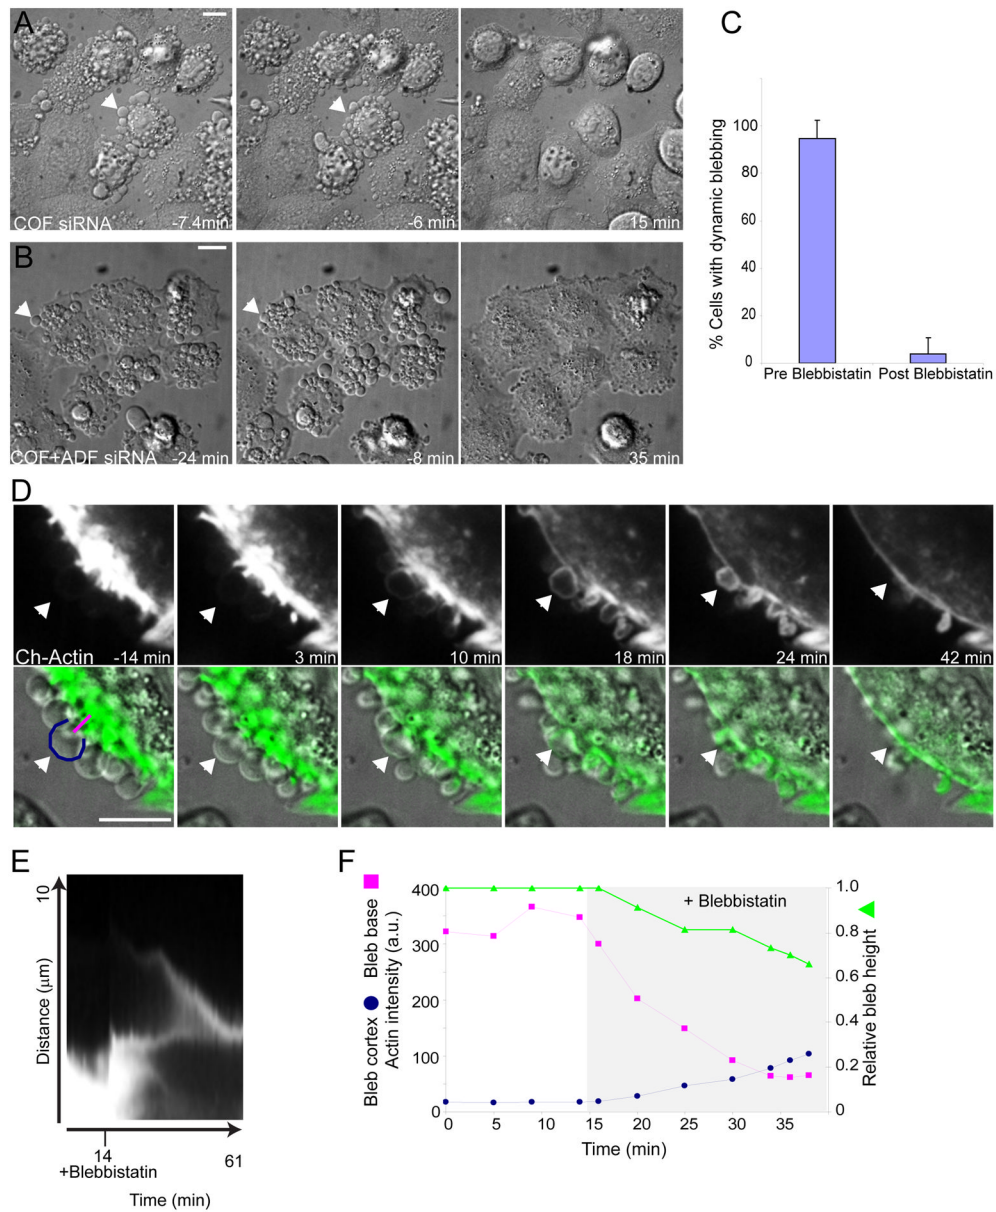 A
COF siRNA
-7.4min
-6 min
15 min
B
COF+ADF siRNA
-24 min
-8 min
35 min
C
% Cells with dynamic blebbing
100
80
60
40
20
0
Pre Blebbistatin
Post Blebbistatin
D
Ch-Actin
-14 min
3 min
10 min
18 min
24 min
42 min
E
Distance (μm)
10
14
+Blebbistatin
61
Time (min)
F
Bleb cortex
Bleb base
Actin intensity (a.u.)
400
300
200
100
0
+ Blebbistatin
1.0
0.8
0.6
0.4
0.2
0
Relative bleb height
0 5 10 15 20 25 30 35
Time (min)